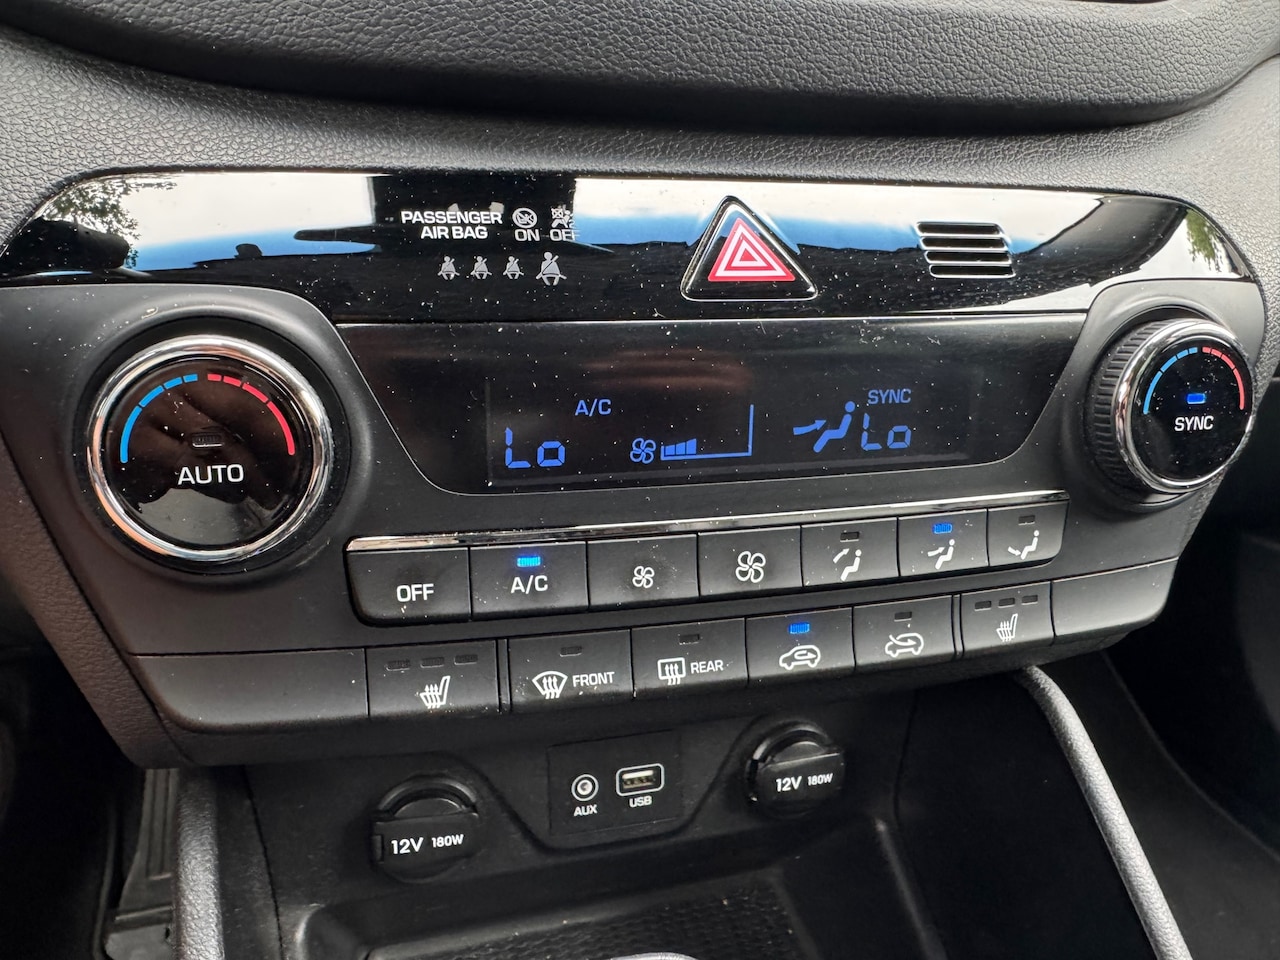 PASSENGER
AIR BAG
ON OFF
A/C
SYNC
Lo
Lo
AUTO
SYNC
OFF
A/C
FRONT
REAR
AUX
USB
12V 180W
12V 180W